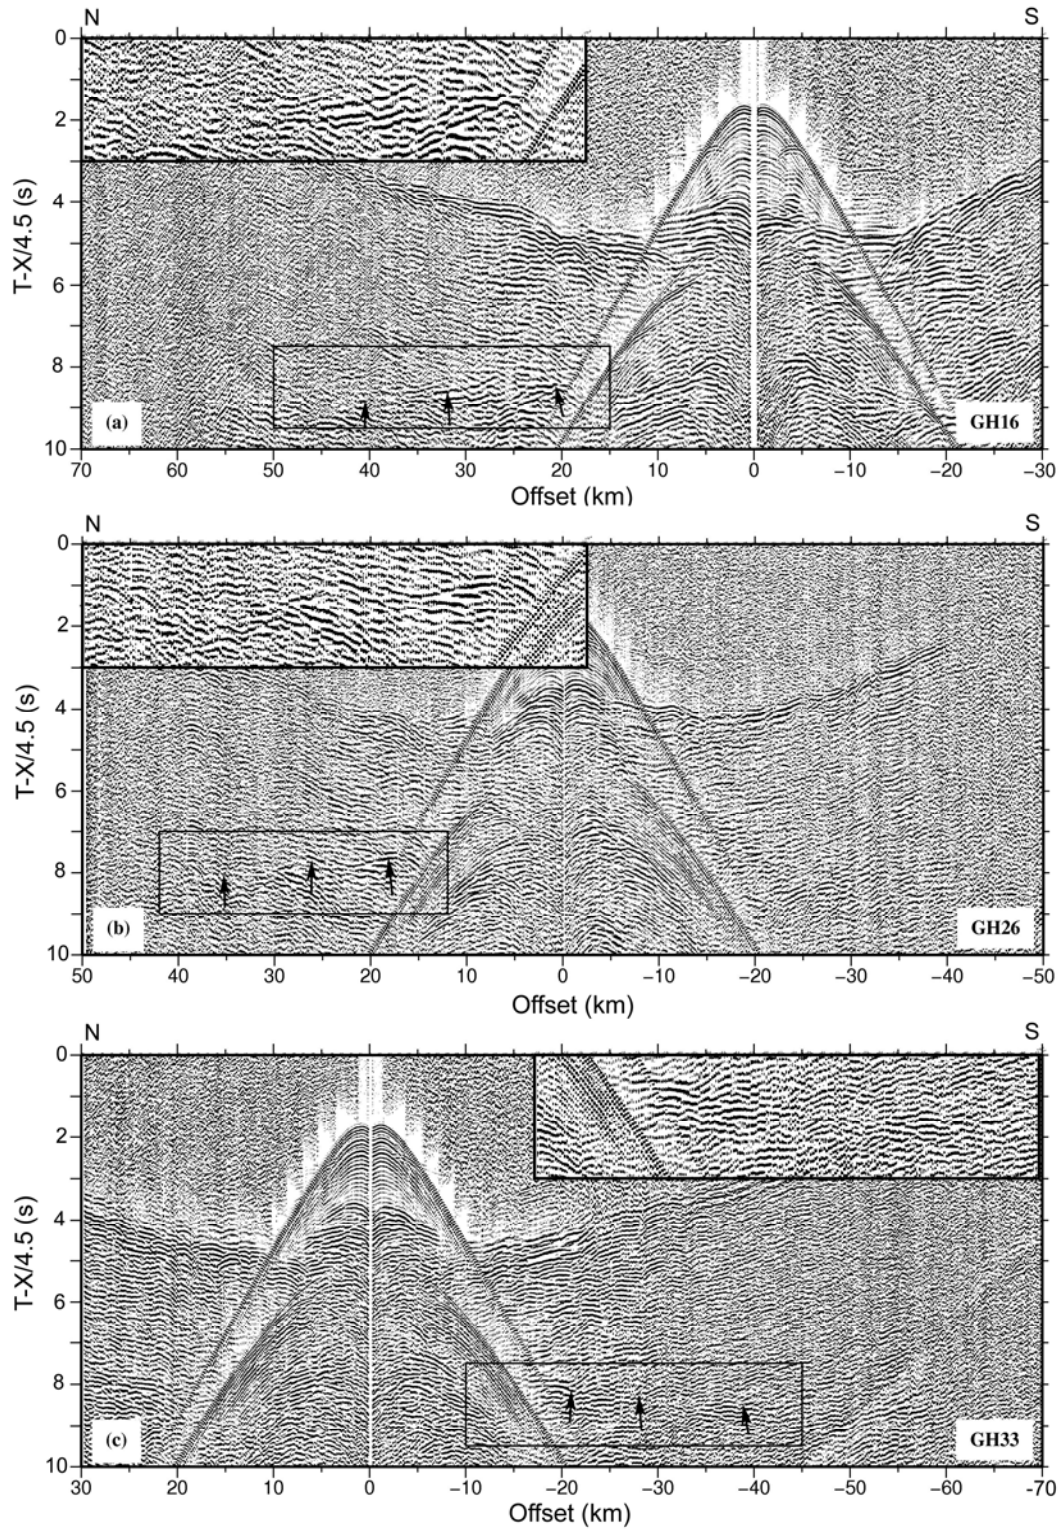 N S
0
2
4
6
8
10
T-X/4.5 (s)
(a) GH16
70 60 50 40 30 20 10 0 −10 −20 −30
Offset (km)
N S
0
2
4
6
8
10
T-X/4.5 (s)
(b) GH26
50 40 30 20 10 0 −10 −20 −30 −40 −50
Offset (km)
N S
0
2
4
6
8
10
T-X/4.5 (s)
(c) GH33
30 20 10 0 −10 −20 −30 −40 −50 −60 -70
Offset (km)